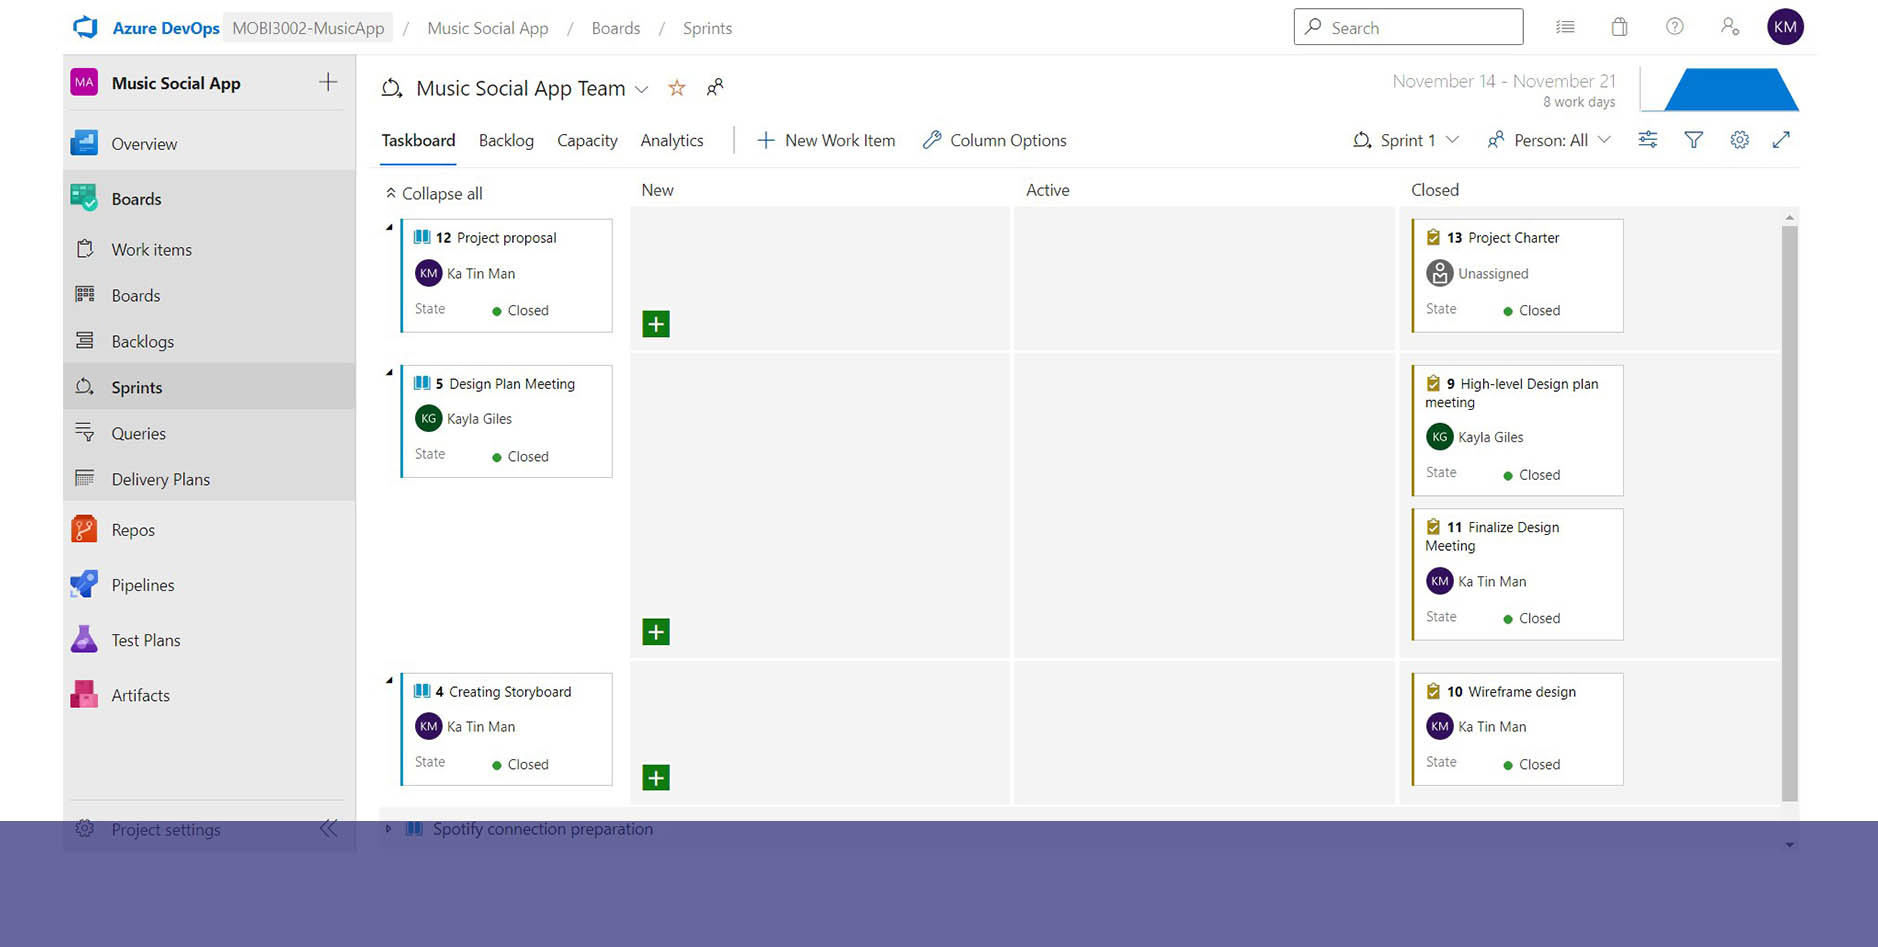 Azure DevOps MOBI3002-MusicApp / Music Social App / Boards / Sprints
Search
KM
MA Music Social App
Overview
Boards
Work items
Boards
Backlogs
Sprints
Queries
Delivery Plans
Repos
Pipelines
Test Plans
Artifacts
Project settings
Music Social App Team
November 14 - November 21
8 work days
Taskboard Backlog Capacity Analytics New Work Item Column Options
Sprint 1 Person: All
Collapse all
New
Active
Closed
12 Project proposal
KM Ka Tin Man
State Closed
13 Project Charter
Unassigned
State Closed
5 Design Plan Meeting
KG Kayla Giles
State Closed
9 High-level Design plan
meeting
KG Kayla Giles
State Closed
11 Finalize Design
Meeting
KM Ka Tin Man
State Closed
4 Creating Storyboard
KM Ka Tin Man
State Closed
10 Wireframe design
KM Ka Tin Man
State Closed
Spotify connection preparation